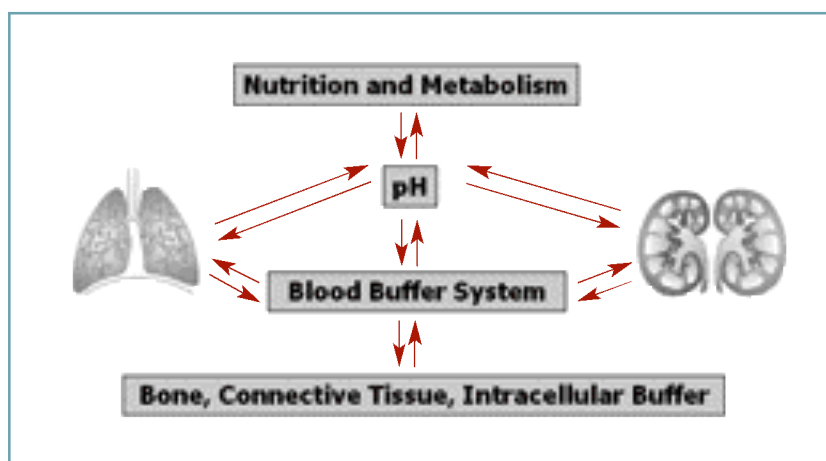 Nutrition and Metabolism
pH
Blood Buffer System
Bone, Connective Tissue, Intracellular Buffer